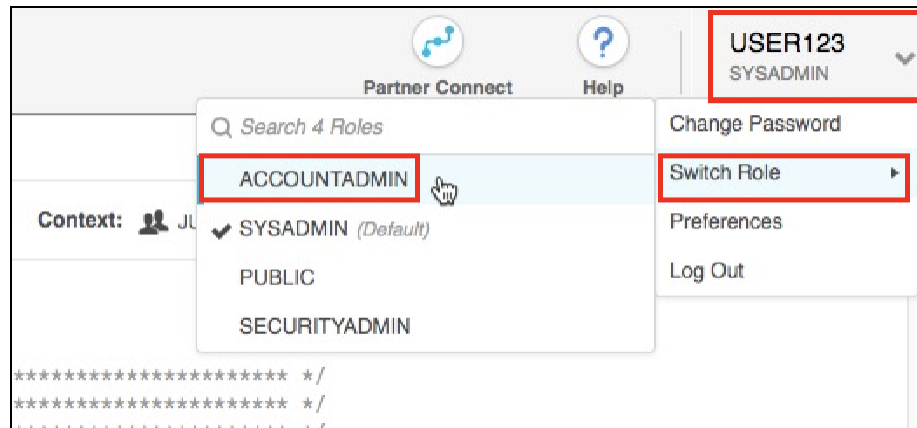 USER123
SYSADMIN
Partner Connect
Help
Search 4 Roles
ACCOUNTADMIN
SYSADMIN (Default)
PUBLIC
SECURITYADMIN
Change Password
Switch Role
Preferences
Log Out
Context:
********************** */
********************** */